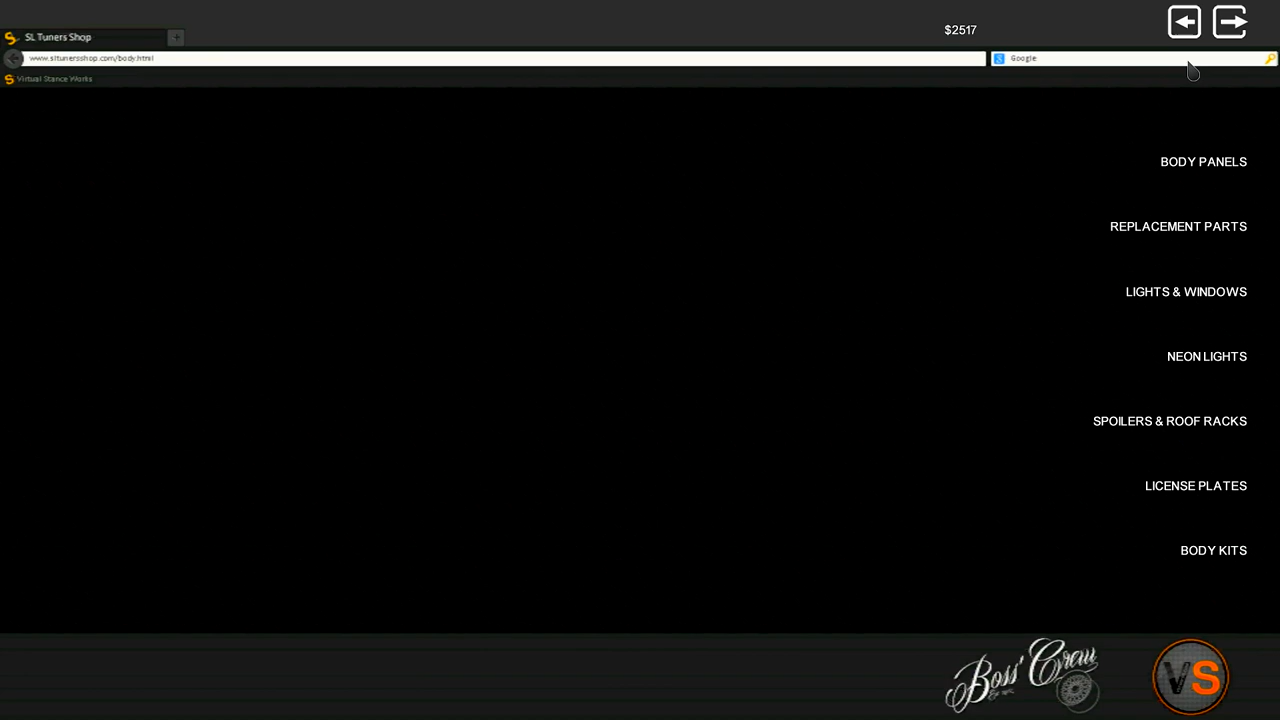 $2517
SL Tuners Shop
www.sltunersshop.com/body.html
Google
Virtual Stance Works
BODY PANELS
REPLACEMENT PARTS
LIGHTS & WINDOWS
NEON LIGHTS
SPOILERS & ROOF RACKS
LICENSE PLATES
BODY KITS
Boss' Crew
VS